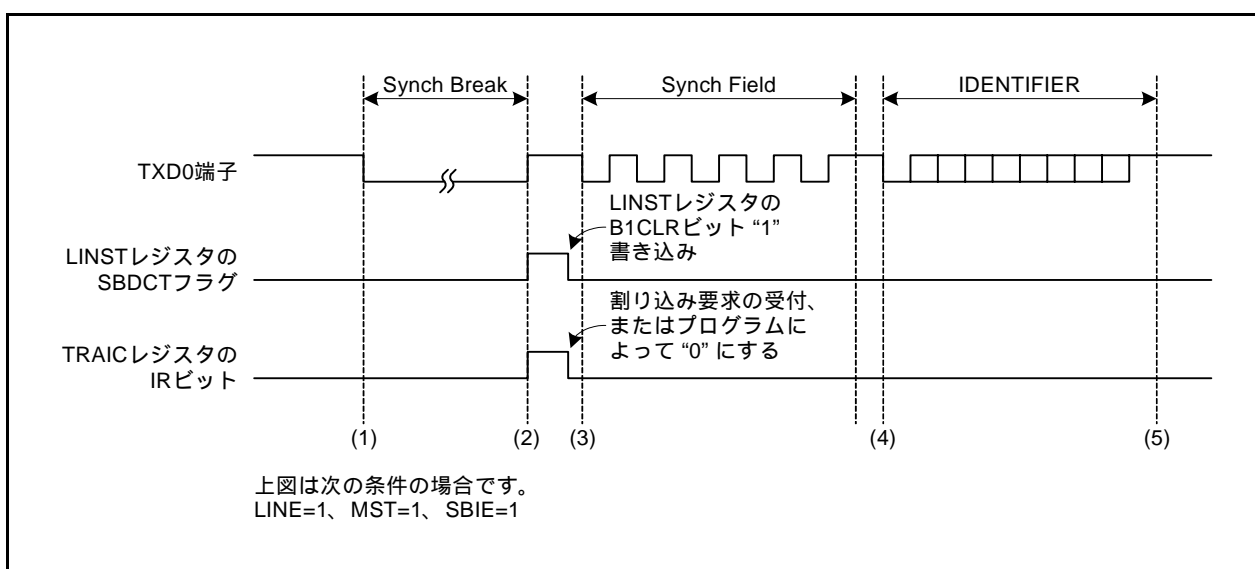 Synch Break
Synch Field
IDENTIFIER
TXD0端子
LINSTレジスタの
B1CLRビット “1”
書き込み
LINSTレジスタの
SBDCTフラグ
割り込み要求の受付、
またはプログラムに
よって “0” にする
TRAICレジスタの
IRビット
(1)
(2)
(3)
(4)
(5)
上図は次の条件の場合です。
LINE=1、MST=1、SBIE=1